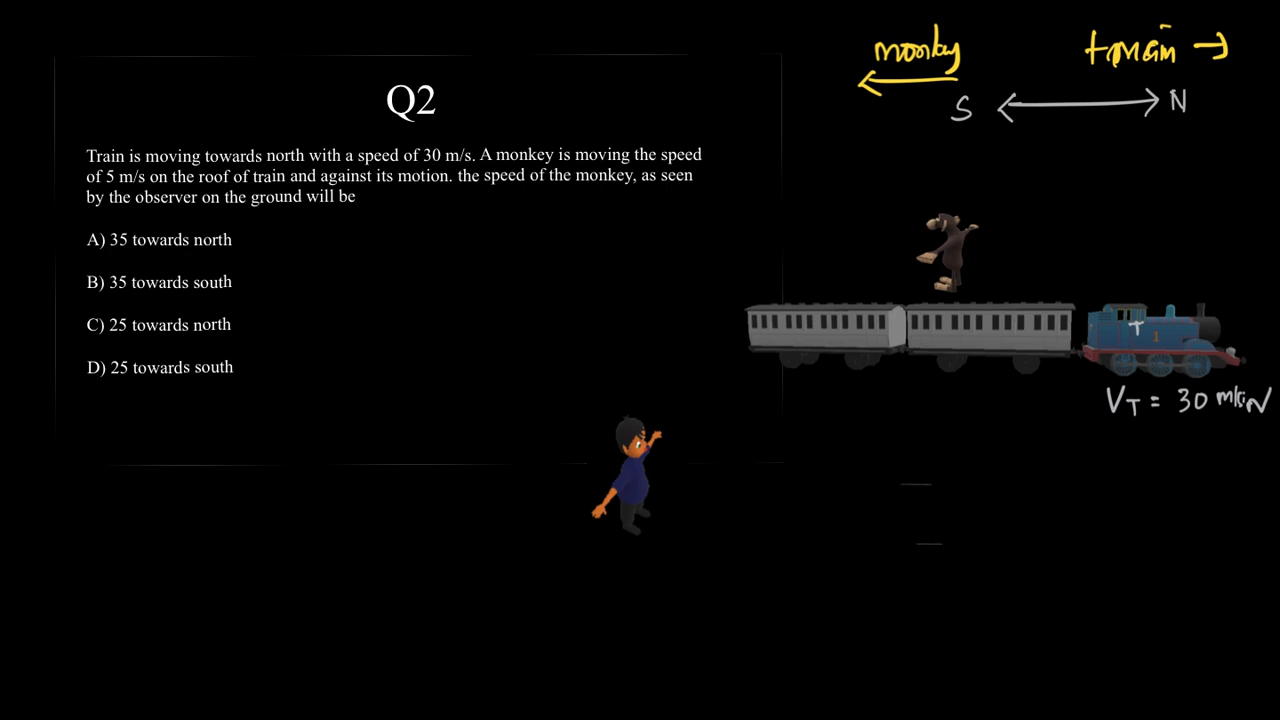 monkey
train →
S ⟷ N
Q2
Train is moving towards north with a speed of 30 m/s. A monkey is moving the speed
of 5 m/s on the roof of train and against its motion. the speed of the monkey, as seen
by the observer on the ground will be
A) 35 towards north
B) 35 towards south
C) 25 towards north
D) 25 towards south
T
1
V_T = 30